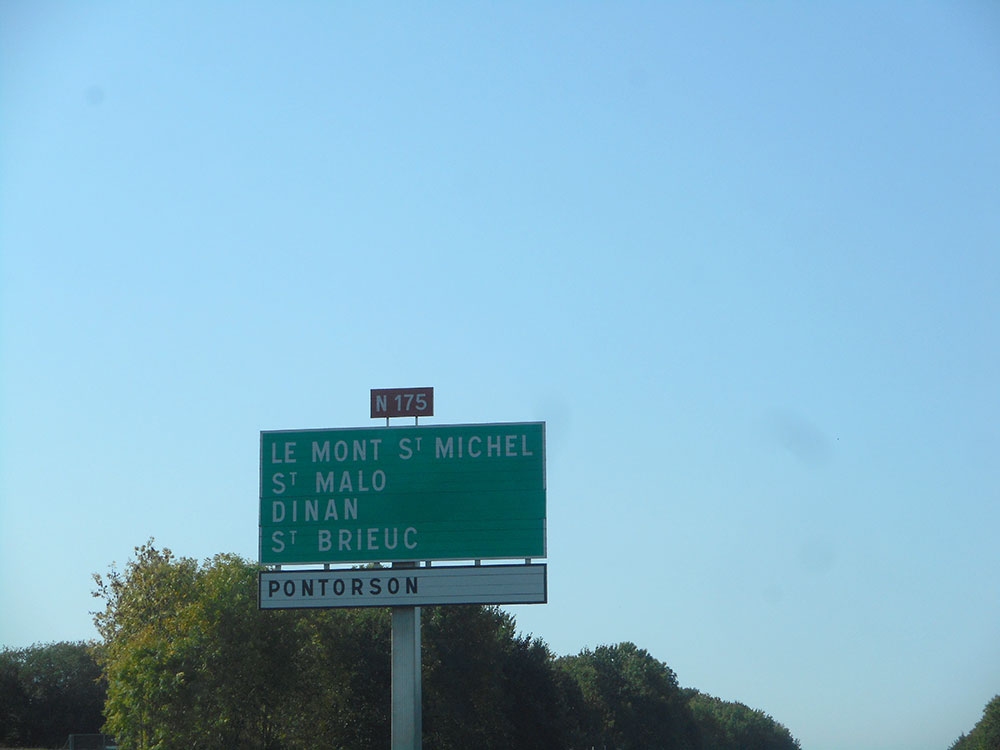 N 175
LE MONT ST MICHEL
ST MALO
DINAN
ST BRIEUC
PONTORSON